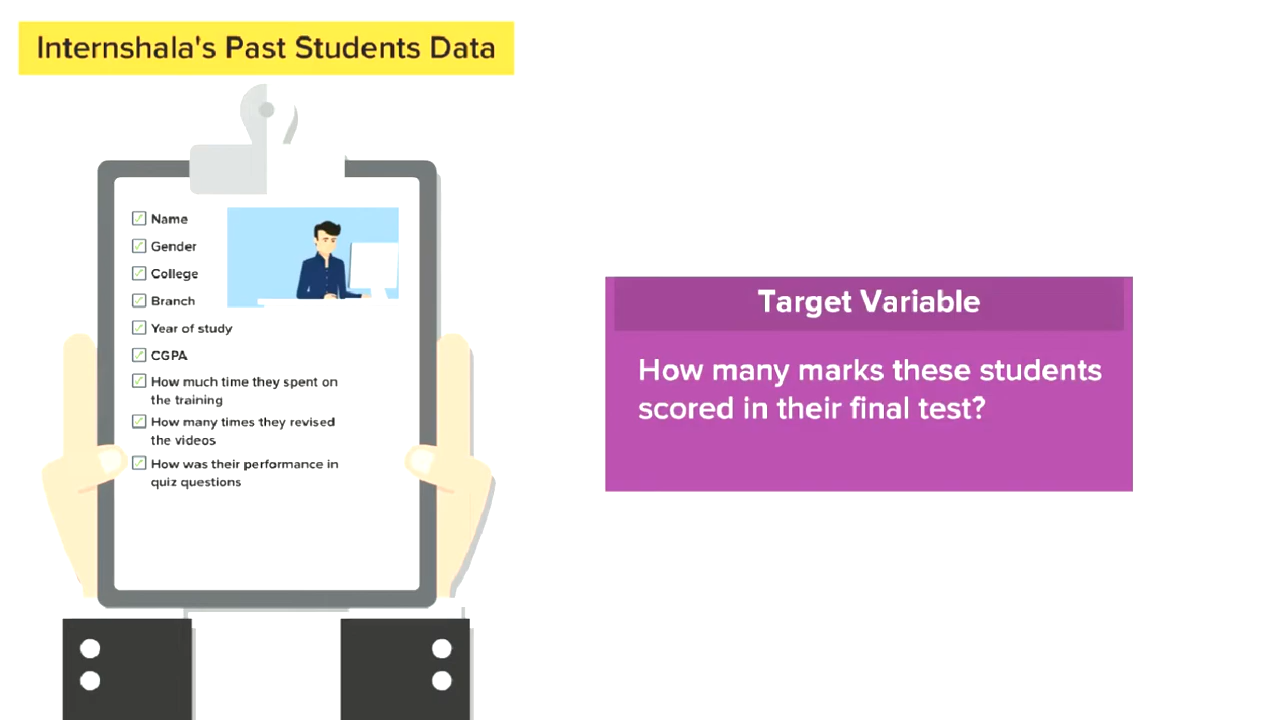 Internshala's Past Students Data
Name
Gender
College
Branch
Year of study
CGPA
How much time they spent on
the training
How many times they revised
the videos
How was their performance in
quiz questions
Target Variable
How many marks these students
scored in their final test?